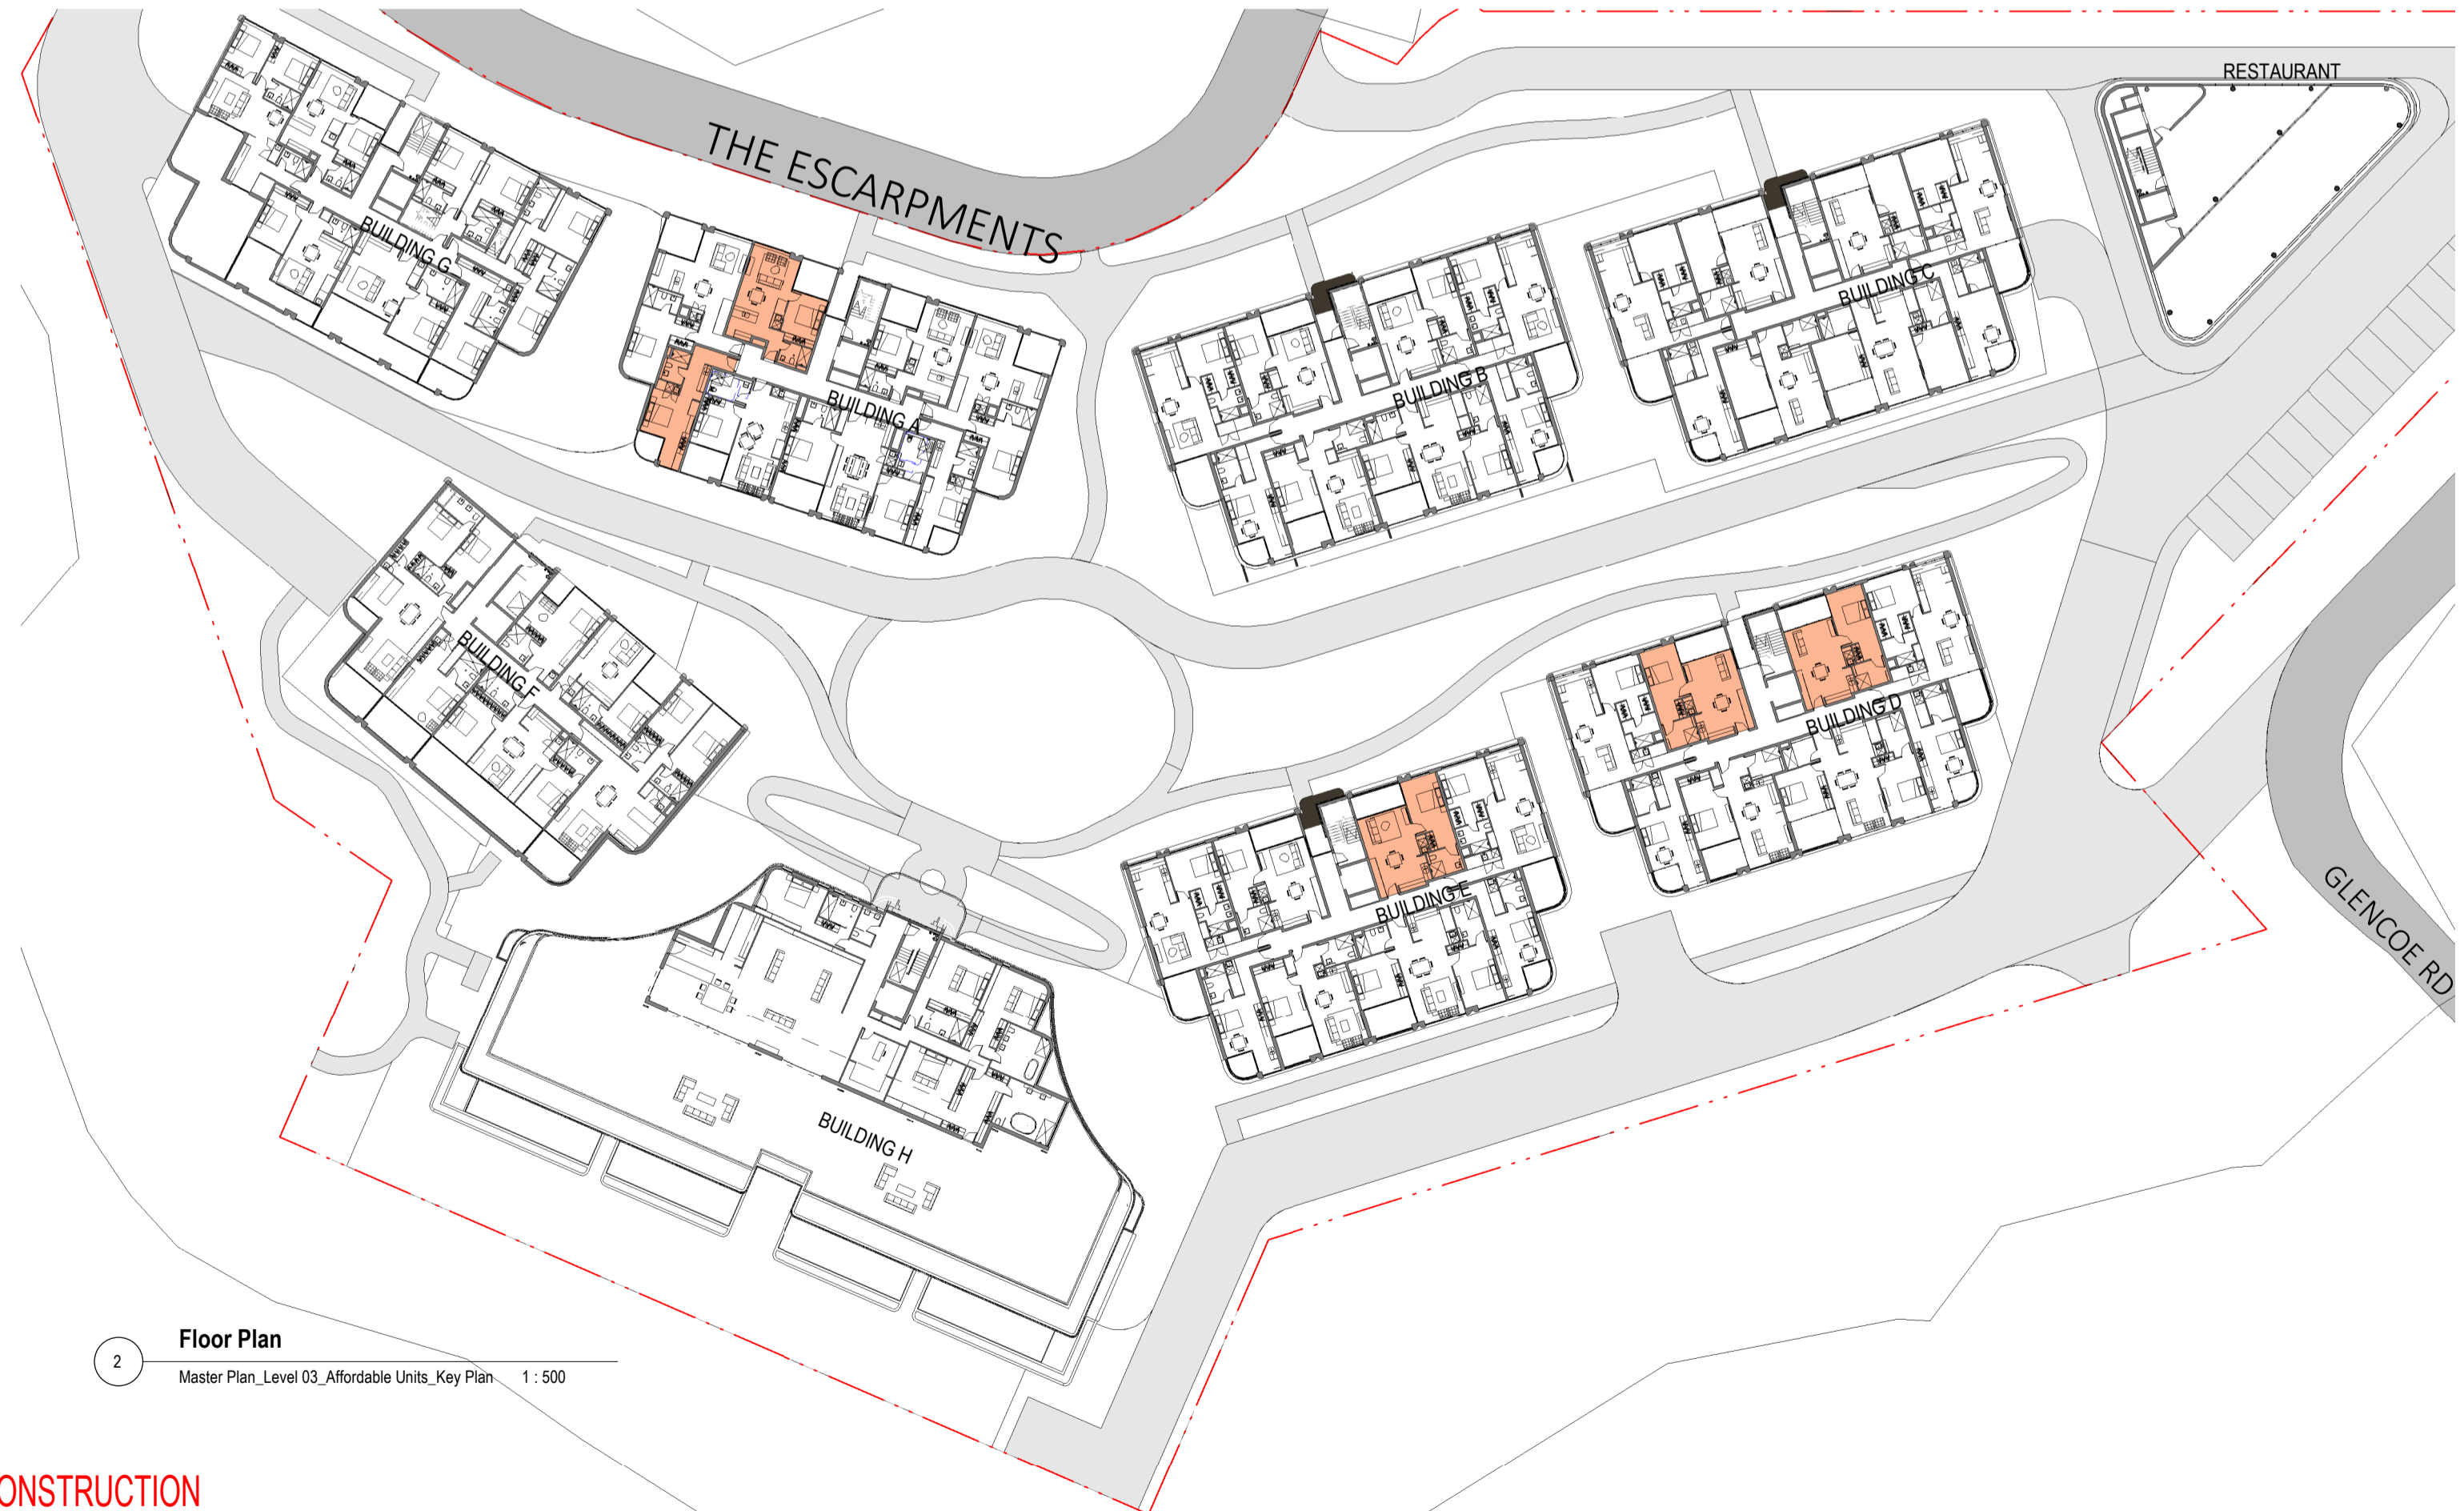 RESTAURANT
THE ESCARPMENTS
BUILDING G
BUILDING C
BUILDING A
BUILDING B
BUILDING F
BUILDING D
BUILDING E
GLENCOE RD
BUILDING H
2
Floor Plan
Master Plan_Level 03_Affordable Units_Key Plan 1 : 500
ONSTRUCTION